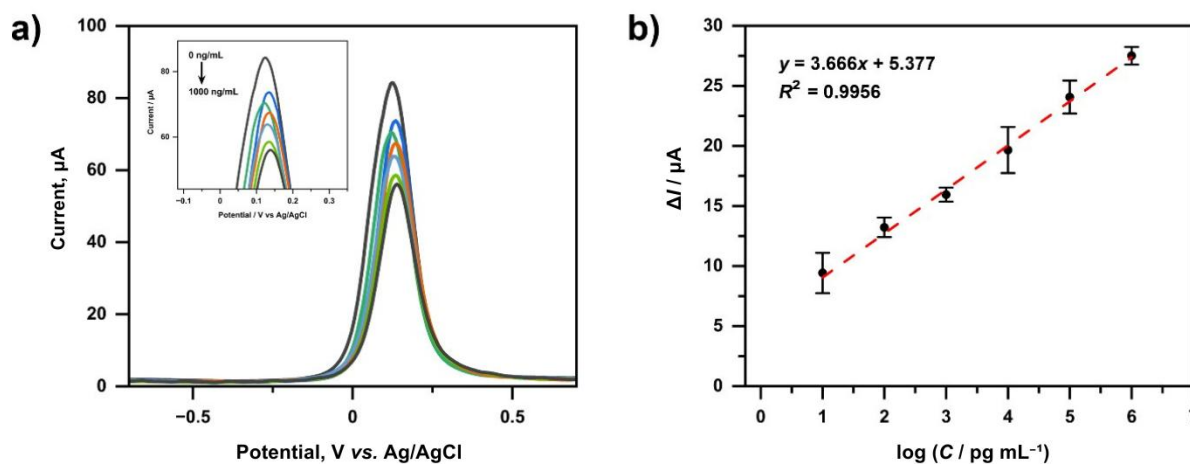 a)
100
80
60
40
20
0
−0.5
0
0.5
Current, µA
Potential, V vs. Ag/AgCl
0 ng/mL
1000 ng/mL
80
60
Current / µA
−0.1
0
0.1
0.2
0.3
Potential / V vs Ag/AgCl
b)
30
25
20
15
10
5
0
0
1
2
3
4
5
6
7
y = 3.666x + 5.377
R² = 0.9956
ΔI / µA
log (C / pg mL⁻¹)